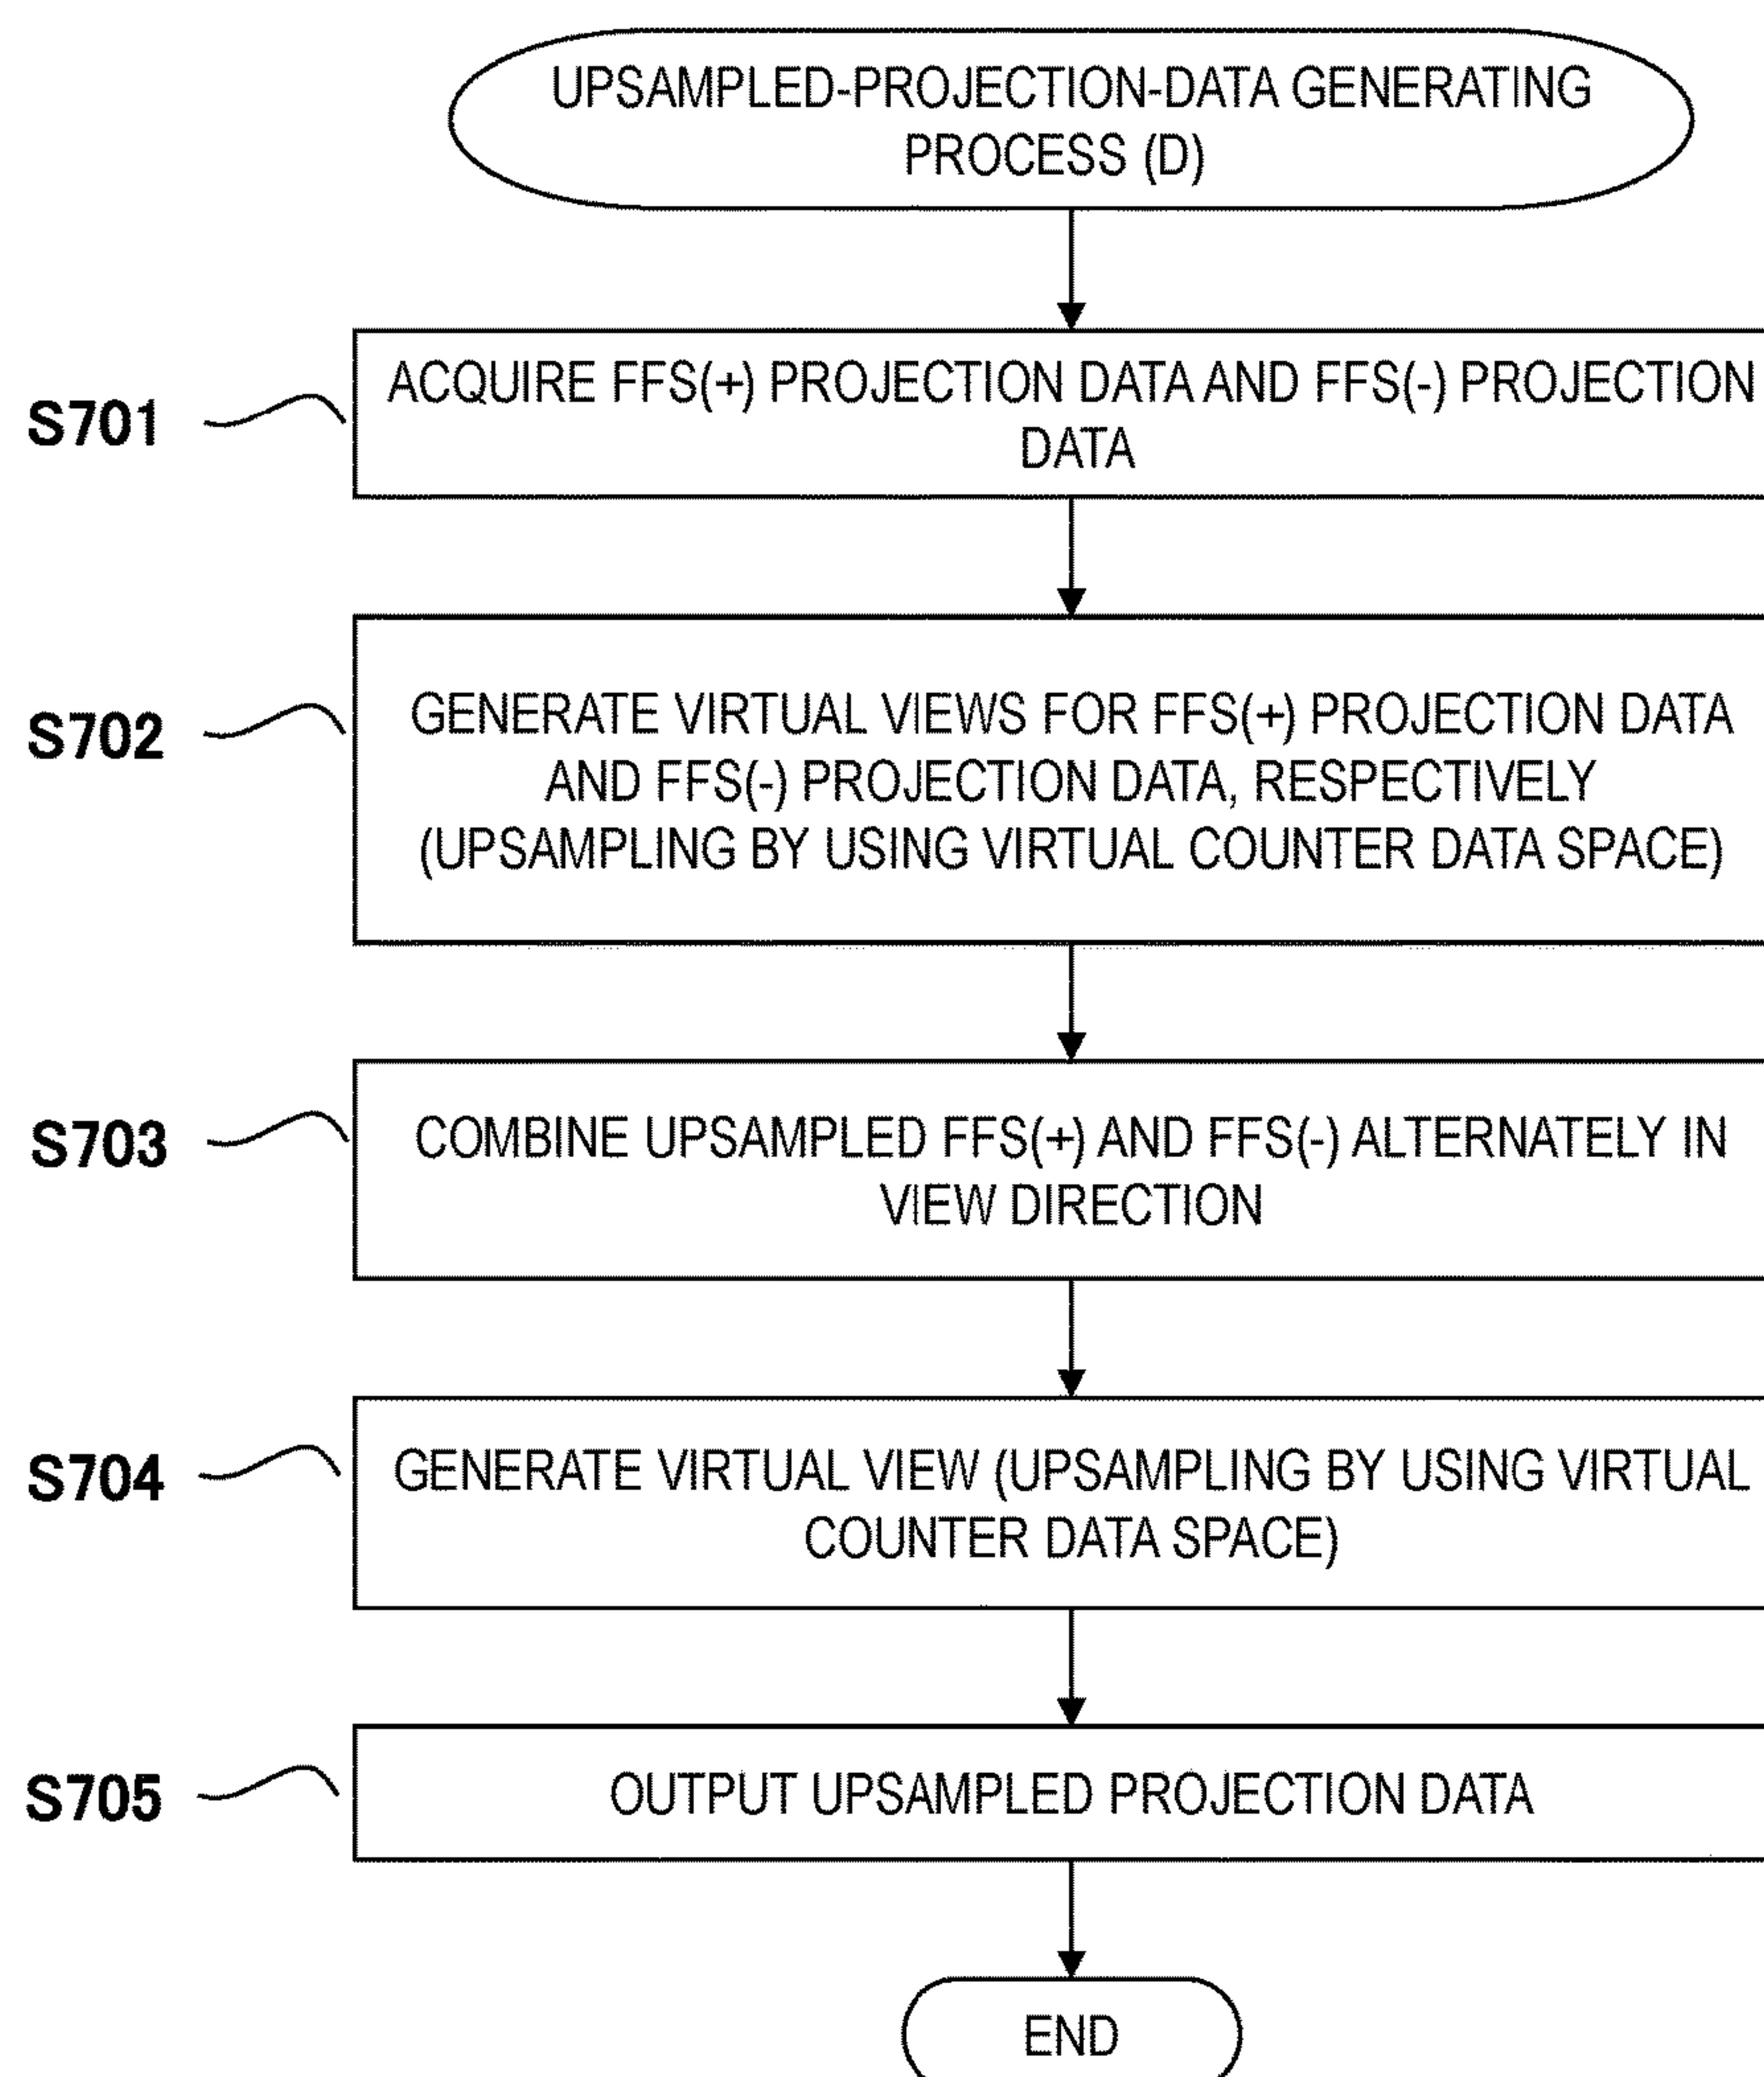 UPSAMPLED-PROJECTION-DATA GENERATING
PROCESS (D)
S701
ACQUIRE FFS(+) PROJECTION DATA AND FFS(-) PROJECTION
DATA
S702
GENERATE VIRTUAL VIEWS FOR FFS(+) PROJECTION DATA
AND FFS(-) PROJECTION DATA, RESPECTIVELY
(UPSAMPLING BY USING VIRTUAL COUNTER DATA SPACE)
S703
COMBINE UPSAMPLED FFS(+) AND FFS(-) ALTERNATELY IN
VIEW DIRECTION
S704
GENERATE VIRTUAL VIEW (UPSAMPLING BY USING VIRTUAL
COUNTER DATA SPACE)
S705
OUTPUT UPSAMPLED PROJECTION DATA
END